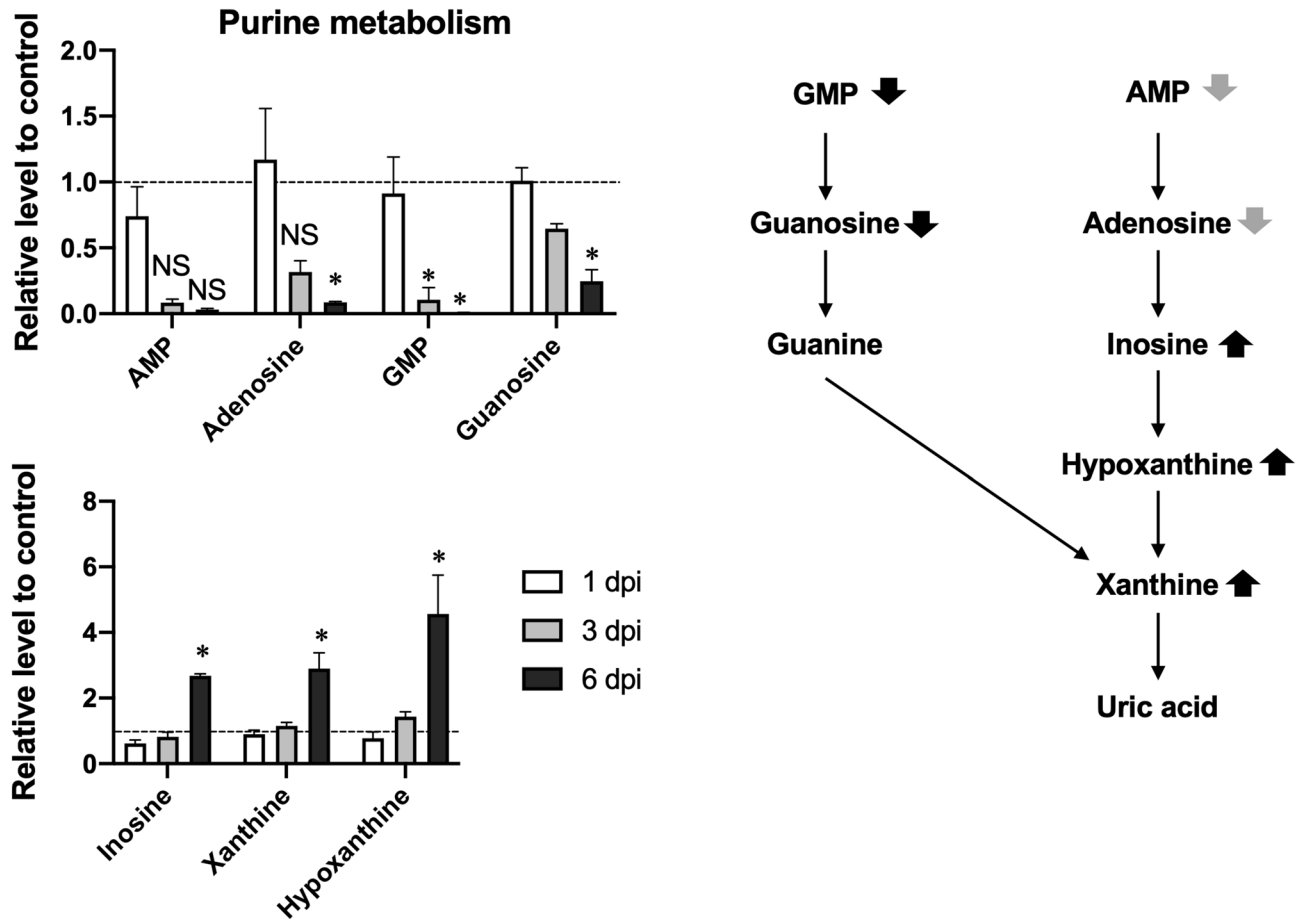 Purine metabolism
Relative level to control
2.0
1.5
1.0
0.5
0.0
NS
NS
NS
*
*
*
*
AMP
Adenosine
GMP
Guanosine
Relative level to control
8
6
4
2
0
*
*
*
Inosine
Xanthine
Hypoxanthine
1 dpi
3 dpi
6 dpi
GMP
AMP
Guanosine
Adenosine
Guanine
Inosine
Hypoxanthine
Xanthine
Uric acid